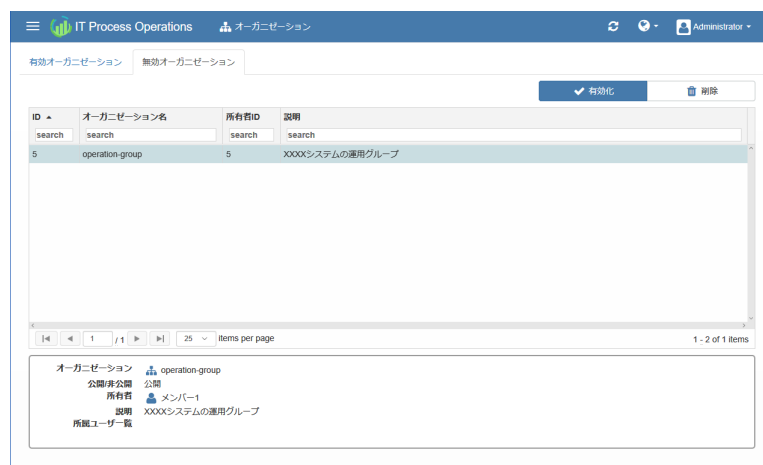 IT Process Operations オーガニゼーション Administrator
有効オーガニゼーション 無効オーガニゼーション
有効化 削除
ID オーガニゼーション名 所有者ID 説明
search search search search
5 operation-group 5 XXXXシステムの運用グループ
1 / 1 25 items per page 1 - 2 of 1 items
オーガニゼーション operation-group
公開/非公開 公開
所有者 メンバー1
説明 XXXXシステムの運用グループ
所属ユーザ一覧